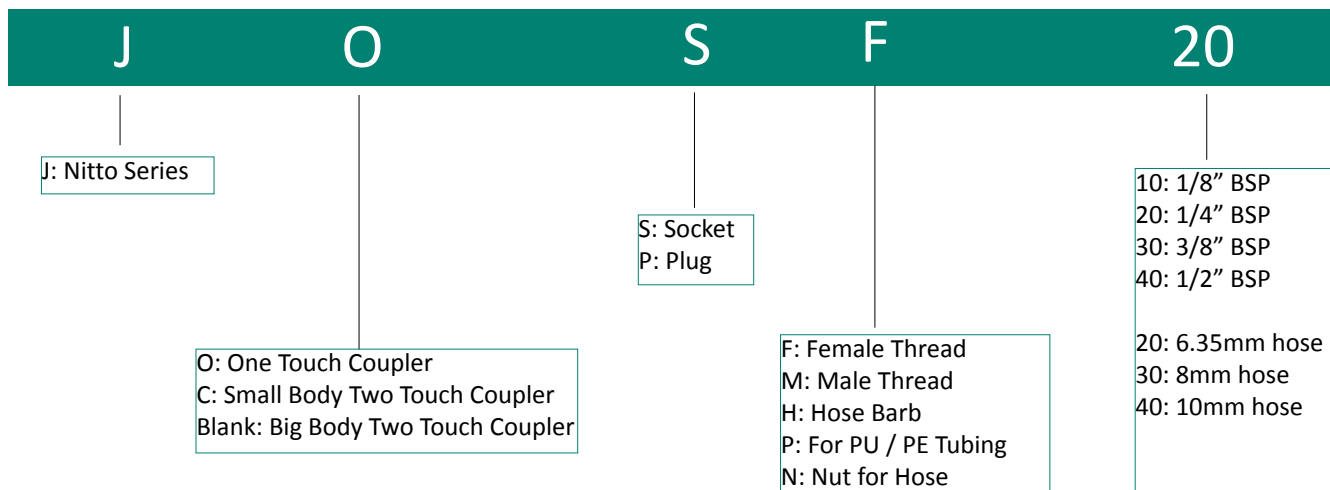 J O S F 20
J: Nitto Series
O: One Touch Coupler
C: Small Body Two Touch Coupler
Blank: Big Body Two Touch Coupler
S: Socket
P: Plug
F: Female Thread
M: Male Thread
H: Hose Barb
P: For PU / PE Tubing
N: Nut for Hose
10: 1/8” BSP
20: 1/4” BSP
30: 3/8” BSP
40: 1/2” BSP
20: 6.35mm hose
30: 8mm hose
40: 10mm hose